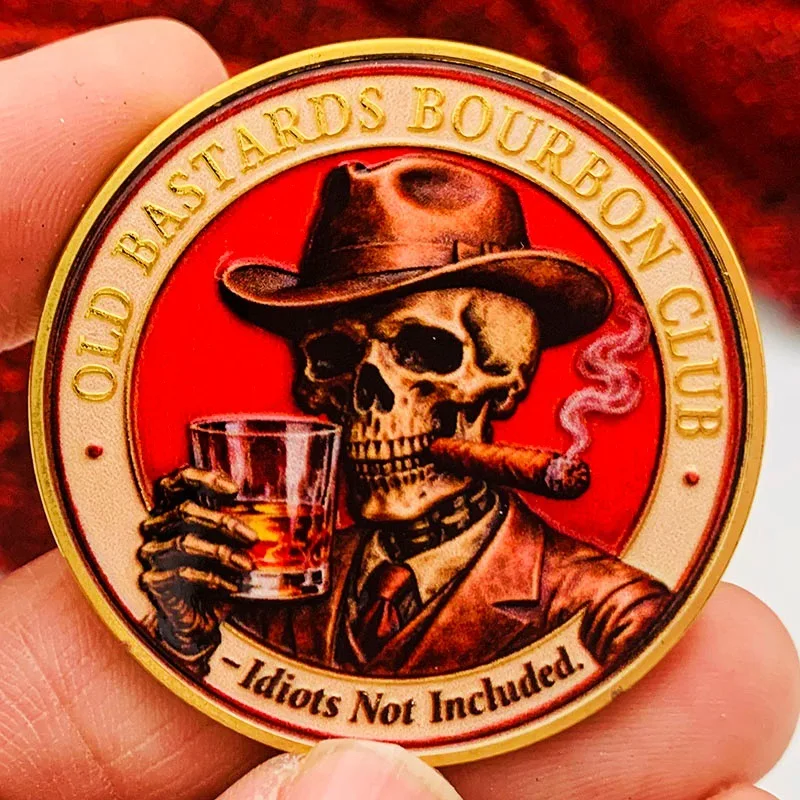 OLD BASTARDS BOURBON CLUB
- Idiots Not Included.